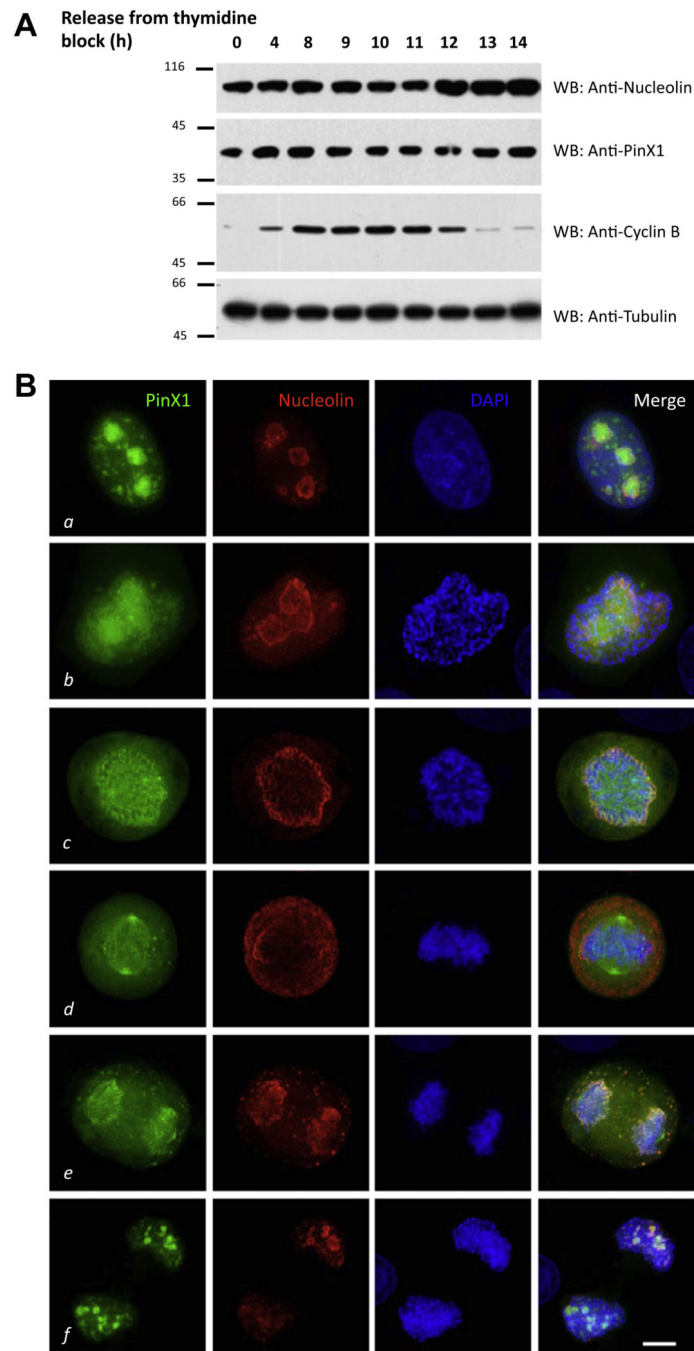 A
Release from thymidine
block (h) 0 4 8 9 10 11 12 13 14
116
WB: Anti-Nucleolin
45
WB: Anti-PinX1
35
66
WB: Anti-Cyclin B
45
66
WB: Anti-Tubulin
45
B
PinX1 Nucleolin DAPI Merge
a
b
c
d
e
f